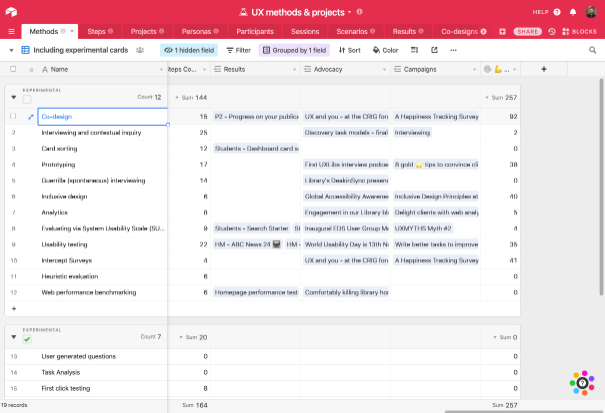 UX methods & projects
HELP
Methods Steps Projects Personas Participants Sessions Scenarios Results Co-designs SHARE BLOCKS
Including experimental cards 1 hidden field Filter Grouped by 1 field Sort Color
A Name Steps Co... Results Advocacy Campaigns
EXPERIMENTAL
Count 12 Sum 144 Sum 257
1 Co-design 15 P2 - Progress on your publica UX and you - at the CRIG fon A Happiness Tracking Survey 92
2 Interviewing and contextual inquiry 25 Discovery task models - final Interviewing 2
3 Card sorting 12 Students - Dashboard card s 0
4 Prototyping 17 First UXLibs interview podcas 8 gold tips to convince cli 38
5 Guerrilla (spontaneous) interviewing 14 Library's DeakinSync presen 0
6 Inclusive design 6 Global Accessibility Awarene Inclusive Design Principles at 40
7 Analytics 8 Engagement in our Library bl Delight clients with web analy 5
8 Evaluating via System Usability Scale (SU... 9 Students - Search Starter St Inaugural EDS User Group M UXMYTHS Myth #2 4
9 Usability testing 22 HM - ABC News 24 HM - World Usability Day is 13th N Write better tasks to improve 35
10 Intercept Surveys 4 UX and you - at the CRIG fon A Happiness Tracking Survey 41
11 Heuristic evaluation 6 0
12 Web performance benchmarking 6 Homepage performance test Comfortably killing library ho 0
+
EXPERIMENTAL
Count 7 Sum 20 Sum 0
13 User generated questions 0 0
14 Task Analysis 0 0
15 First click testing 8 0
19 records Sum 164 Sum 257